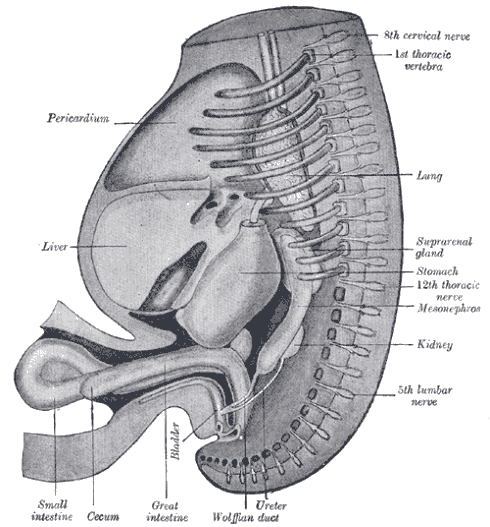 8th cervical nerve
1st thoracic
vertebra
Pericardium
Lung
Liver
Suprarenal
gland
Stomach
12th thoracic
nerve
Mesonephros
Kidney
5th lumbar
nerve
Bladder
Small
intestine
Cecum
Great
intestine
Wolffian duct
Ureter